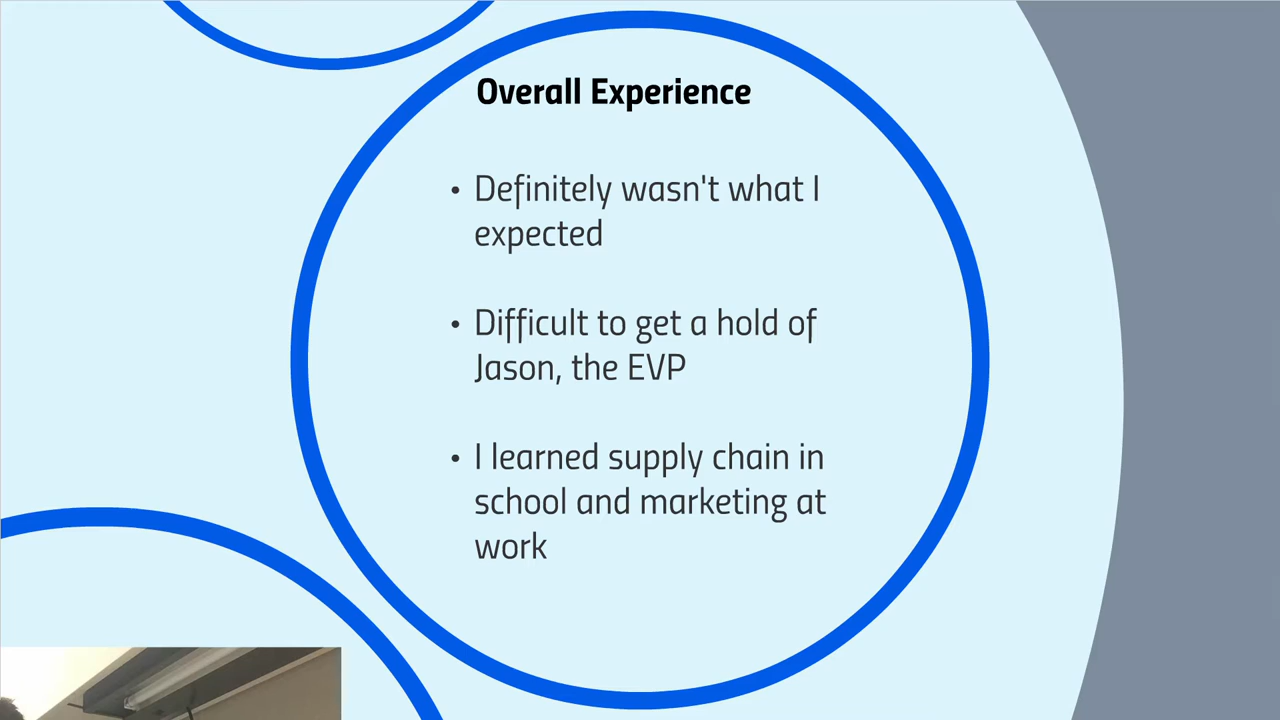 Overall Experience
• Definitely wasn't what I
expected
• Difficult to get a hold of
Jason, the EVP
• I learned supply chain in
school and marketing at
work